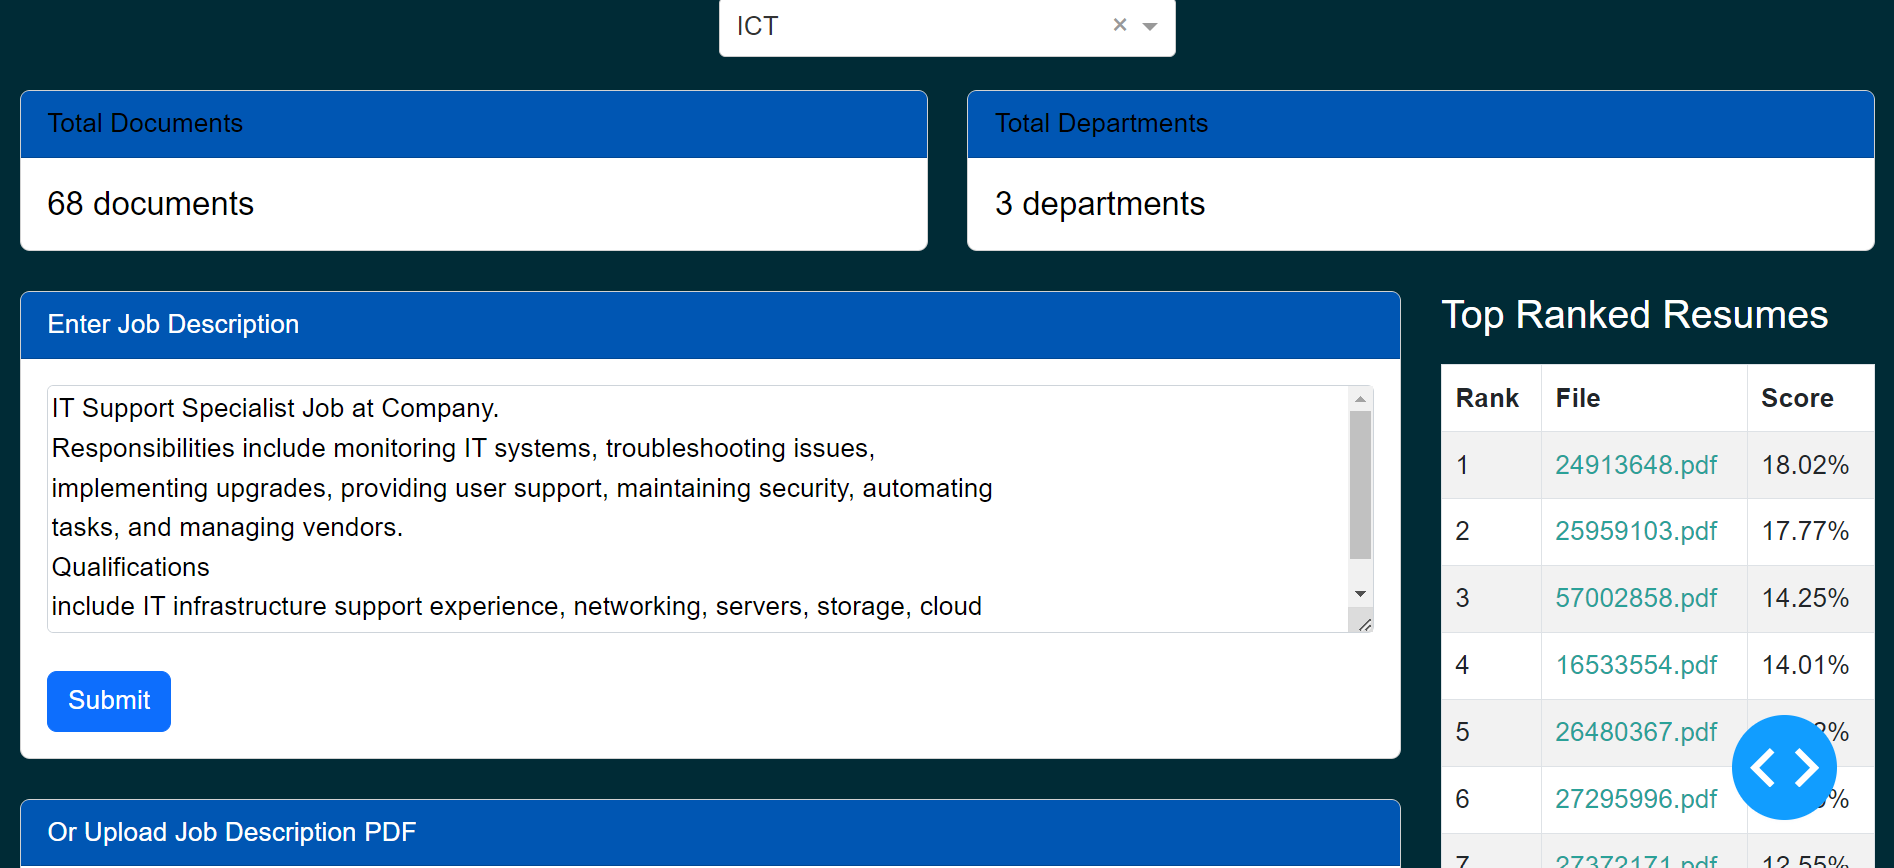 ICT
Total Documents
68 documents
Total Departments
3 departments
Enter Job Description
IT Support Specialist Job at Company.
Responsibilities include monitoring IT systems, troubleshooting issues,
implementing upgrades, providing user support, maintaining security, automating
tasks, and managing vendors.
Qualifications
include IT infrastructure support experience, networking, servers, storage, cloud
Submit
Or Upload Job Description PDF
Top Ranked Resumes
Rank File Score
1 24913648.pdf 18.02%
2 25959103.pdf 17.77%
3 57002858.pdf 14.25%
4 16533554.pdf 14.01%
5 26480367.pdf
6 27295996.pdf
7 27372171.pdf 12.55%